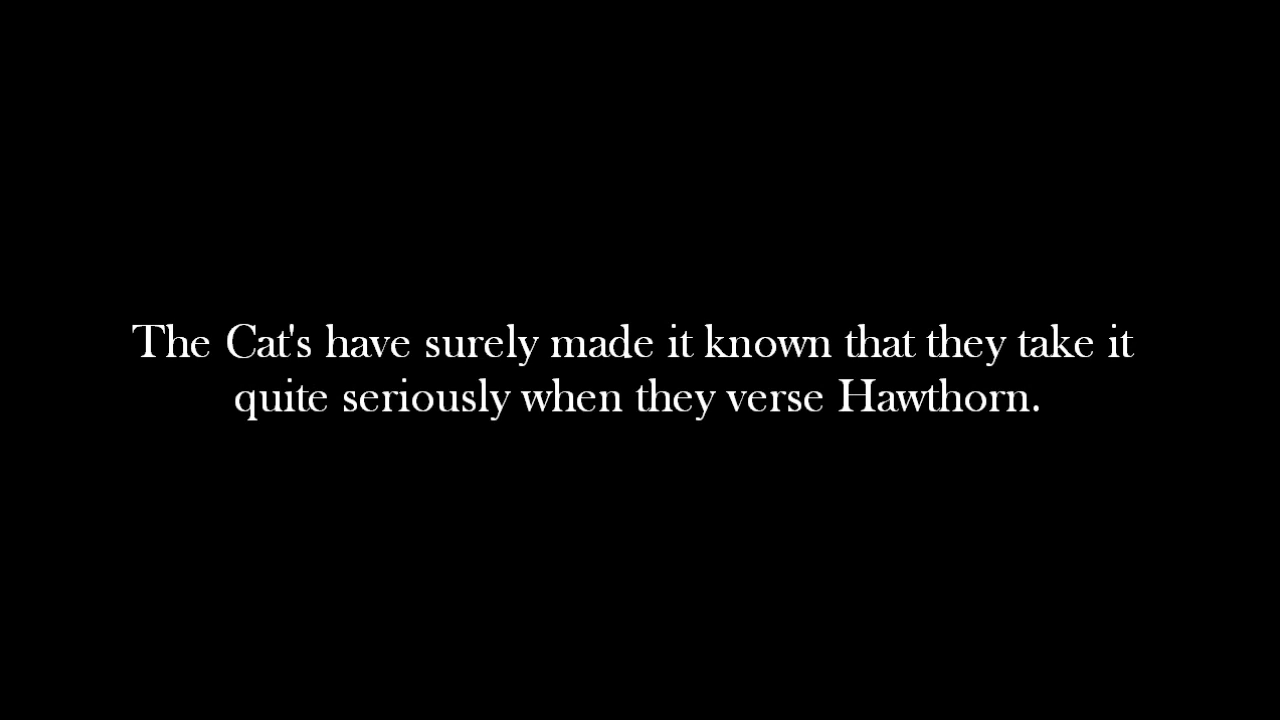 The Cat's have surely made it known that they take it
quite seriously when they verse Hawthorn.